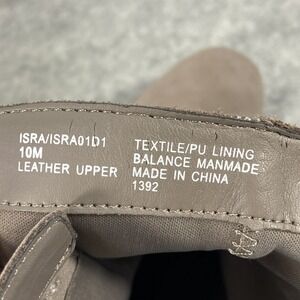 ISRA/ISRA01D1
10M
LEATHER UPPER
TEXTILE/PU LINING
BALANCE MANMADE
MADE IN CHINA
1392